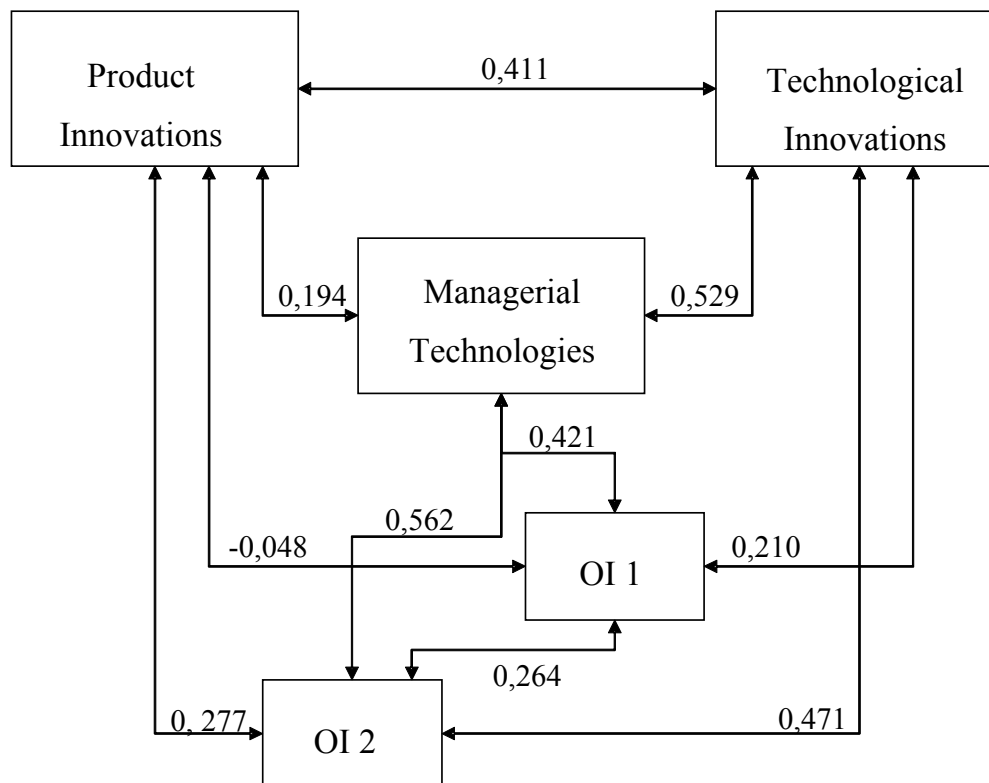 Product
Innovations
0,411
Technological
Innovations
0,194
Managerial
Technologies
0,529
0,421
0,562
-0,048
OI 1
0,210
0,264
0, 277
OI 2
0,471